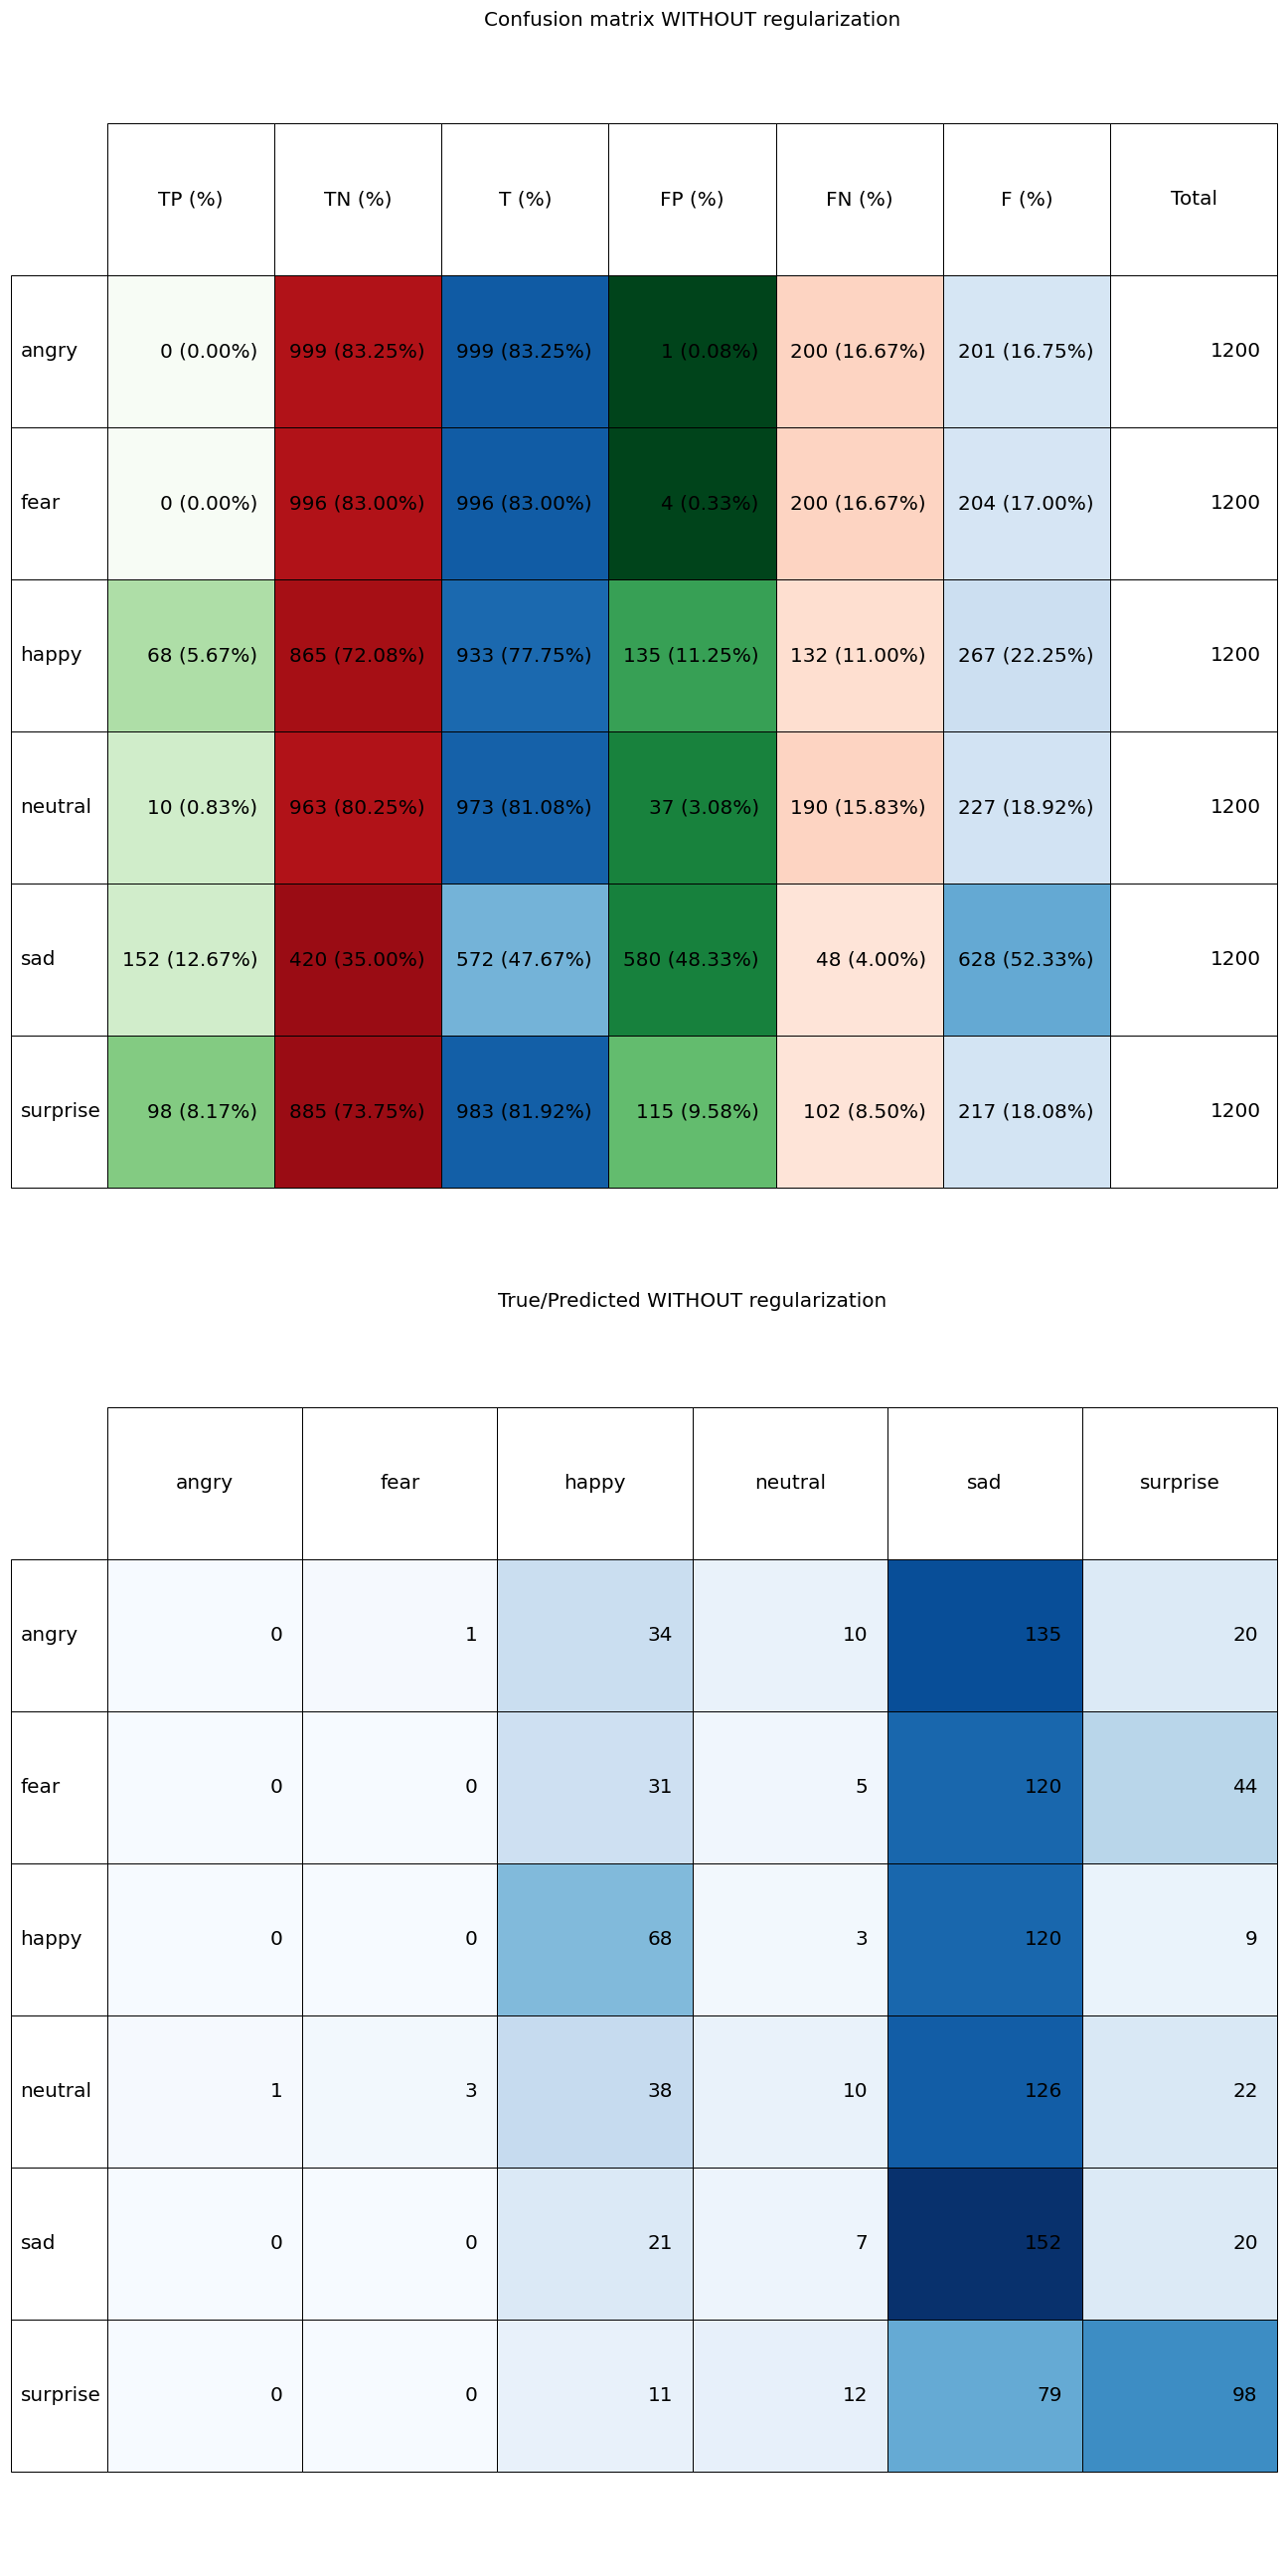 Confusion matrix WITHOUT regularization
TP (%) TN (%) T (%) FP (%) FN (%) F (%) Total
angry 0 (0.00%) 999 (83.25%) 999 (83.25%) 1 (0.08%) 200 (16.67%) 201 (16.75%) 1200
fear 0 (0.00%) 996 (83.00%) 996 (83.00%) 4 (0.33%) 200 (16.67%) 204 (17.00%) 1200
happy 68 (5.67%) 865 (72.08%) 933 (77.75%) 135 (11.25%) 132 (11.00%) 267 (22.25%) 1200
neutral 10 (0.83%) 963 (80.25%) 973 (81.08%) 37 (3.08%) 190 (15.83%) 227 (18.92%) 1200
sad 152 (12.67%) 420 (35.00%) 572 (47.67%) 580 (48.33%) 48 (4.00%) 628 (52.33%) 1200
surprise 98 (8.17%) 885 (73.75%) 983 (81.92%) 115 (9.58%) 102 (8.50%) 217 (18.08%) 1200
True/Predicted WITHOUT regularization
angry fear happy neutral sad surprise
angry 0 1 34 10 135 20
fear 0 0 31 5 120 44
happy 0 0 68 3 120 9
neutral 1 3 38 10 126 22
sad 0 0 21 7 152 20
surprise 0 0 11 12 79 98